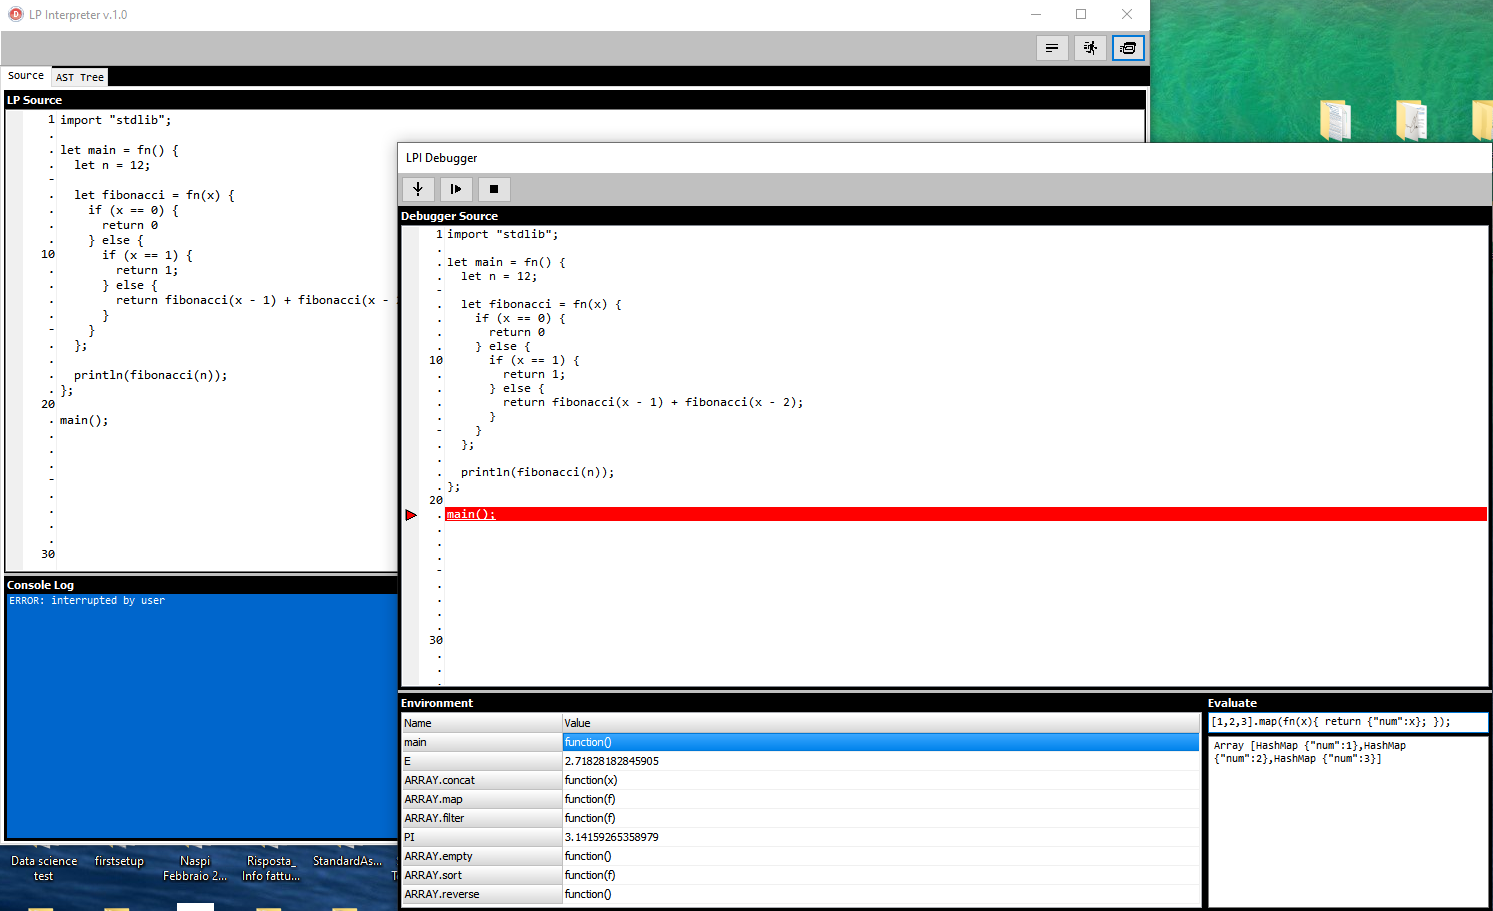 LP Interpreter v.1.0
Source
AST Tree
LP Source
1 import "stdlib";
let main = fn() {
let n = 12;
let fibonacci = fn(x) {
if (x == 0) {
return 0
} else {
10 if (x == 1) {
return 1;
} else {
return fibonacci(x - 1) + fibonacci(x -
}
}
};
println(fibonacci(n));
};
20
main();
30
Console Log
ERROR: interrupted by user
LPI Debugger
Debugger Source
1 import "stdlib";
let main = fn() {
let n = 12;
let fibonacci = fn(x) {
if (x == 0) {
return 0
} else {
10 if (x == 1) {
return 1;
} else {
return fibonacci(x - 1) + fibonacci(x - 2);
}
}
};
println(fibonacci(n));
};
20
main();
30
Environment
Name Value
main function()
E 2.71828182845905
ARRAY.concat function(x)
ARRAY.map function(f)
ARRAY.filter function(f)
PI 3.14159265358979
ARRAY.empty function()
ARRAY.sort function(f)
ARRAY.reverse function()
Evaluate
[1,2,3].map(fn(x){ return {"num":x}; });
Array [HashMap {"num":1},HashMap
{"num":2},HashMap {"num":3}]
Data science
test
firstsetup
Naspi
Febbraio 2...
Risposta_
Info fattu...
StandardAs...